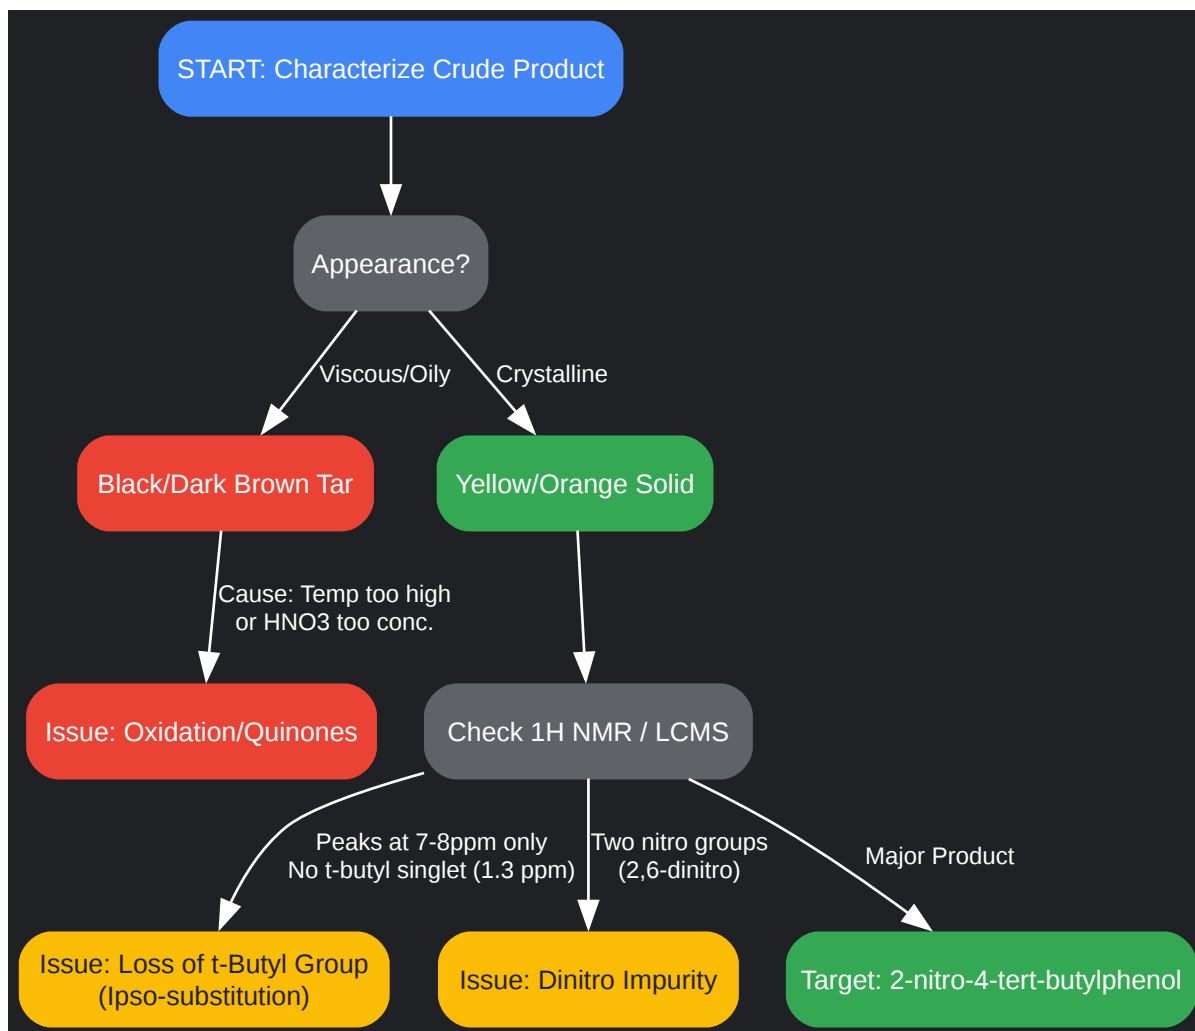 START: Characterize Crude Product
Appearance?
Viscous/Oily
Crystalline
Black/Dark Brown Tar
Yellow/Orange Solid
Cause: Temp too high
or HNO3 too conc.
Issue: Oxidation/Quinones
Check 1H NMR / LCMS
Peaks at 7-8ppm only
No t-butyl singlet (1.3 ppm)
Two nitro groups
(2,6-dinitro)
Major Product
Issue: Loss of t-Butyl Group
(Ipso-substitution)
Issue: Dinitro Impurity
Target: 2-nitro-4-tert-butylphenol